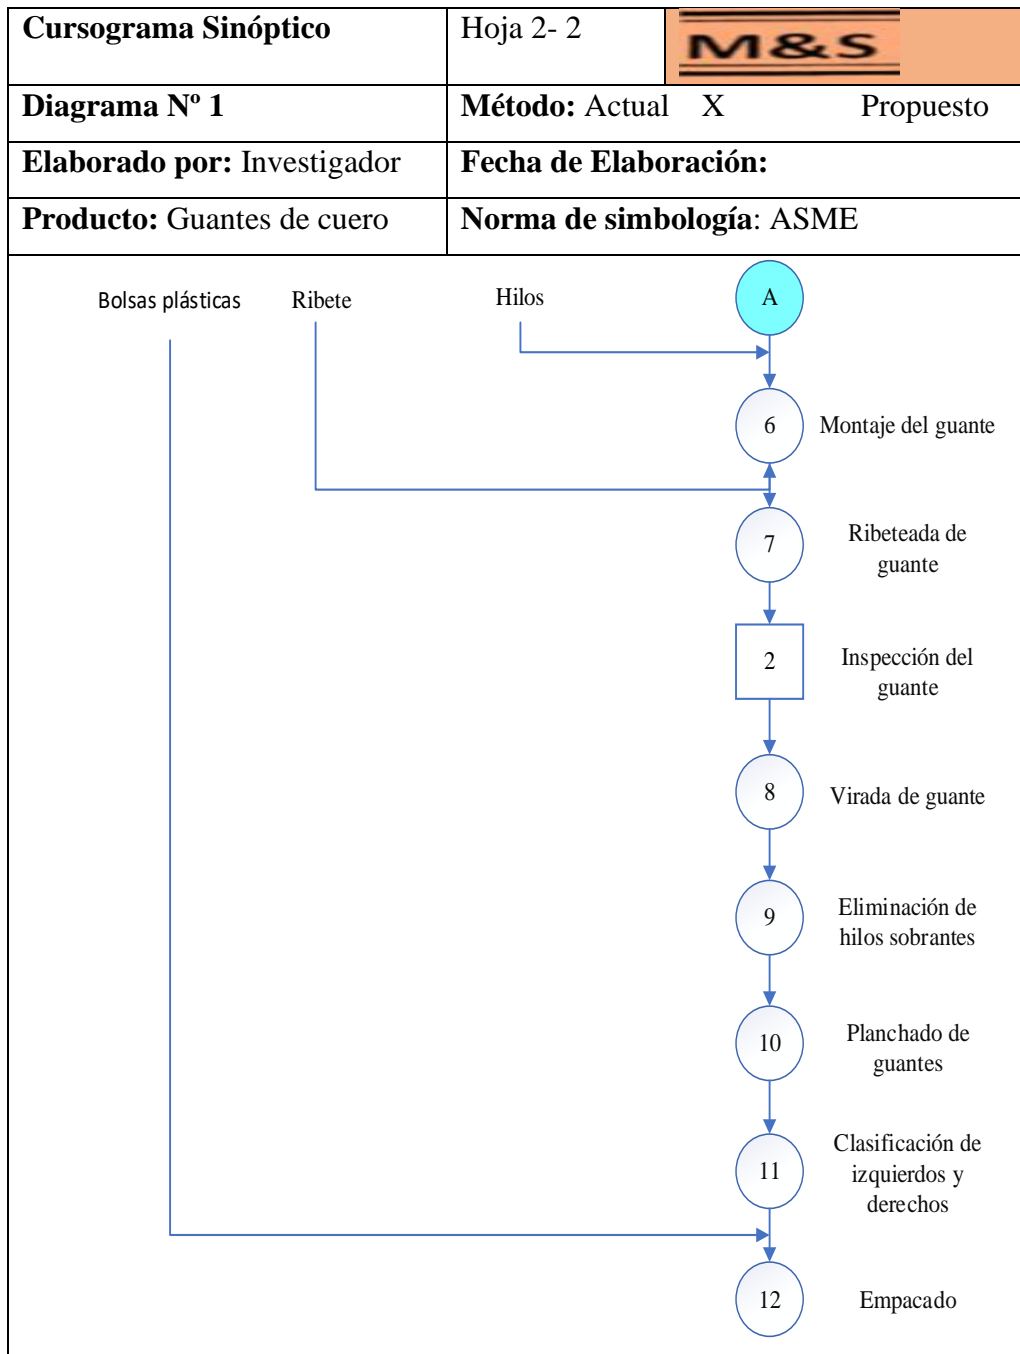 Cursograma Sinóptico
Hoja 2- 2
M&S
Diagrama Nº 1
Método: Actual X Propuesto
Elaborado por: Investigador
Fecha de Elaboración:
Producto: Guantes de cuero
Norma de simbología: ASME
Bolsas plásticas
Ribete
Hilos
A
6
Montaje del guante
7
Ribeteada de
guante
2
Inspección del
guante
8
Virada de guante
9
Eliminación de
hilos sobrantes
10
Planchado de
guantes
11
Clasificación de
izquierdos y
derechos
12
Empacado